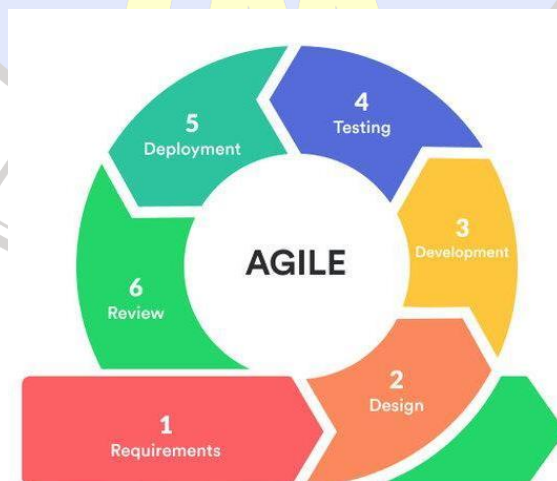 AGILE
1
Requirements
2
Design
3
Development
4
Testing
5
Deployment
6
Review